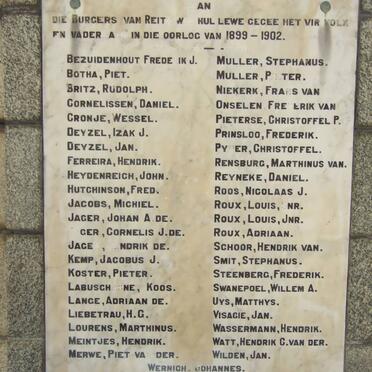 AN
DIE BURGERS VAN REIT W HUL LEWE GEGEE HET VIR VOLK
EN VADER A IN DIE OORLOG VAN 1899-1902.
BEZUIDENHOUT FREDE IK J.
BOTHA, PIET.
BRITZ, RUDOLPH.
CORNELISSEN, DANIEL.
CRONJE, WESSEL.
DEYZEL, IZAK J.
DEYZEL, JAN.
FERREIRA, HENDRIK.
HEYDENREICH, JOHN.
HUTCHINSON, FRED.
JACOBS, MICHIEL.
JAGER, JOHAN A. DE.
GER, CORNELIS J. DE.
JAGE NDRIK DE.
KEMP, JACOBUS J.
KOSTER, PIETER.
LABUSCH NE, KOOS.
LANGE, ADRIAAN DE.
LIEBETRAU, H.G.
LOURENS, MARTHINUS.
MEINTJES, HENDRIK.
MERWE, PIET VA DER.
MULLER, STEPHANUS.
MULLER, P TER.
NIEKERK, FRANS VAN
ONSELEN FRE RIK VAN
PIETERSE, CHRISTOFFEL P.
PRINSLOO, FREDERIK.
PY ER, CHRISTOFFEL.
RENSBURG, MARTHINUS VAN.
REYNEKE, DANIEL.
ROOS, NICOLAAS J.
ROUX, LOUIS, NR.
ROUX, LOUIS, JNR.
ROUX, ADRIAAN.
SCHOOR, HENDRIK VAN.
SMIT, STEPHANUS.
STEENBERG, FREDERIK.
SWANEPOEL, WILLEM A.
UYS, MATTHYS.
VISAGIE, JAN.
WASSERMANN, HENDRIK.
WATT, HENDRIK C. VAN DER.
WILDEN, JAN.
WERNICH, JOHANNES.